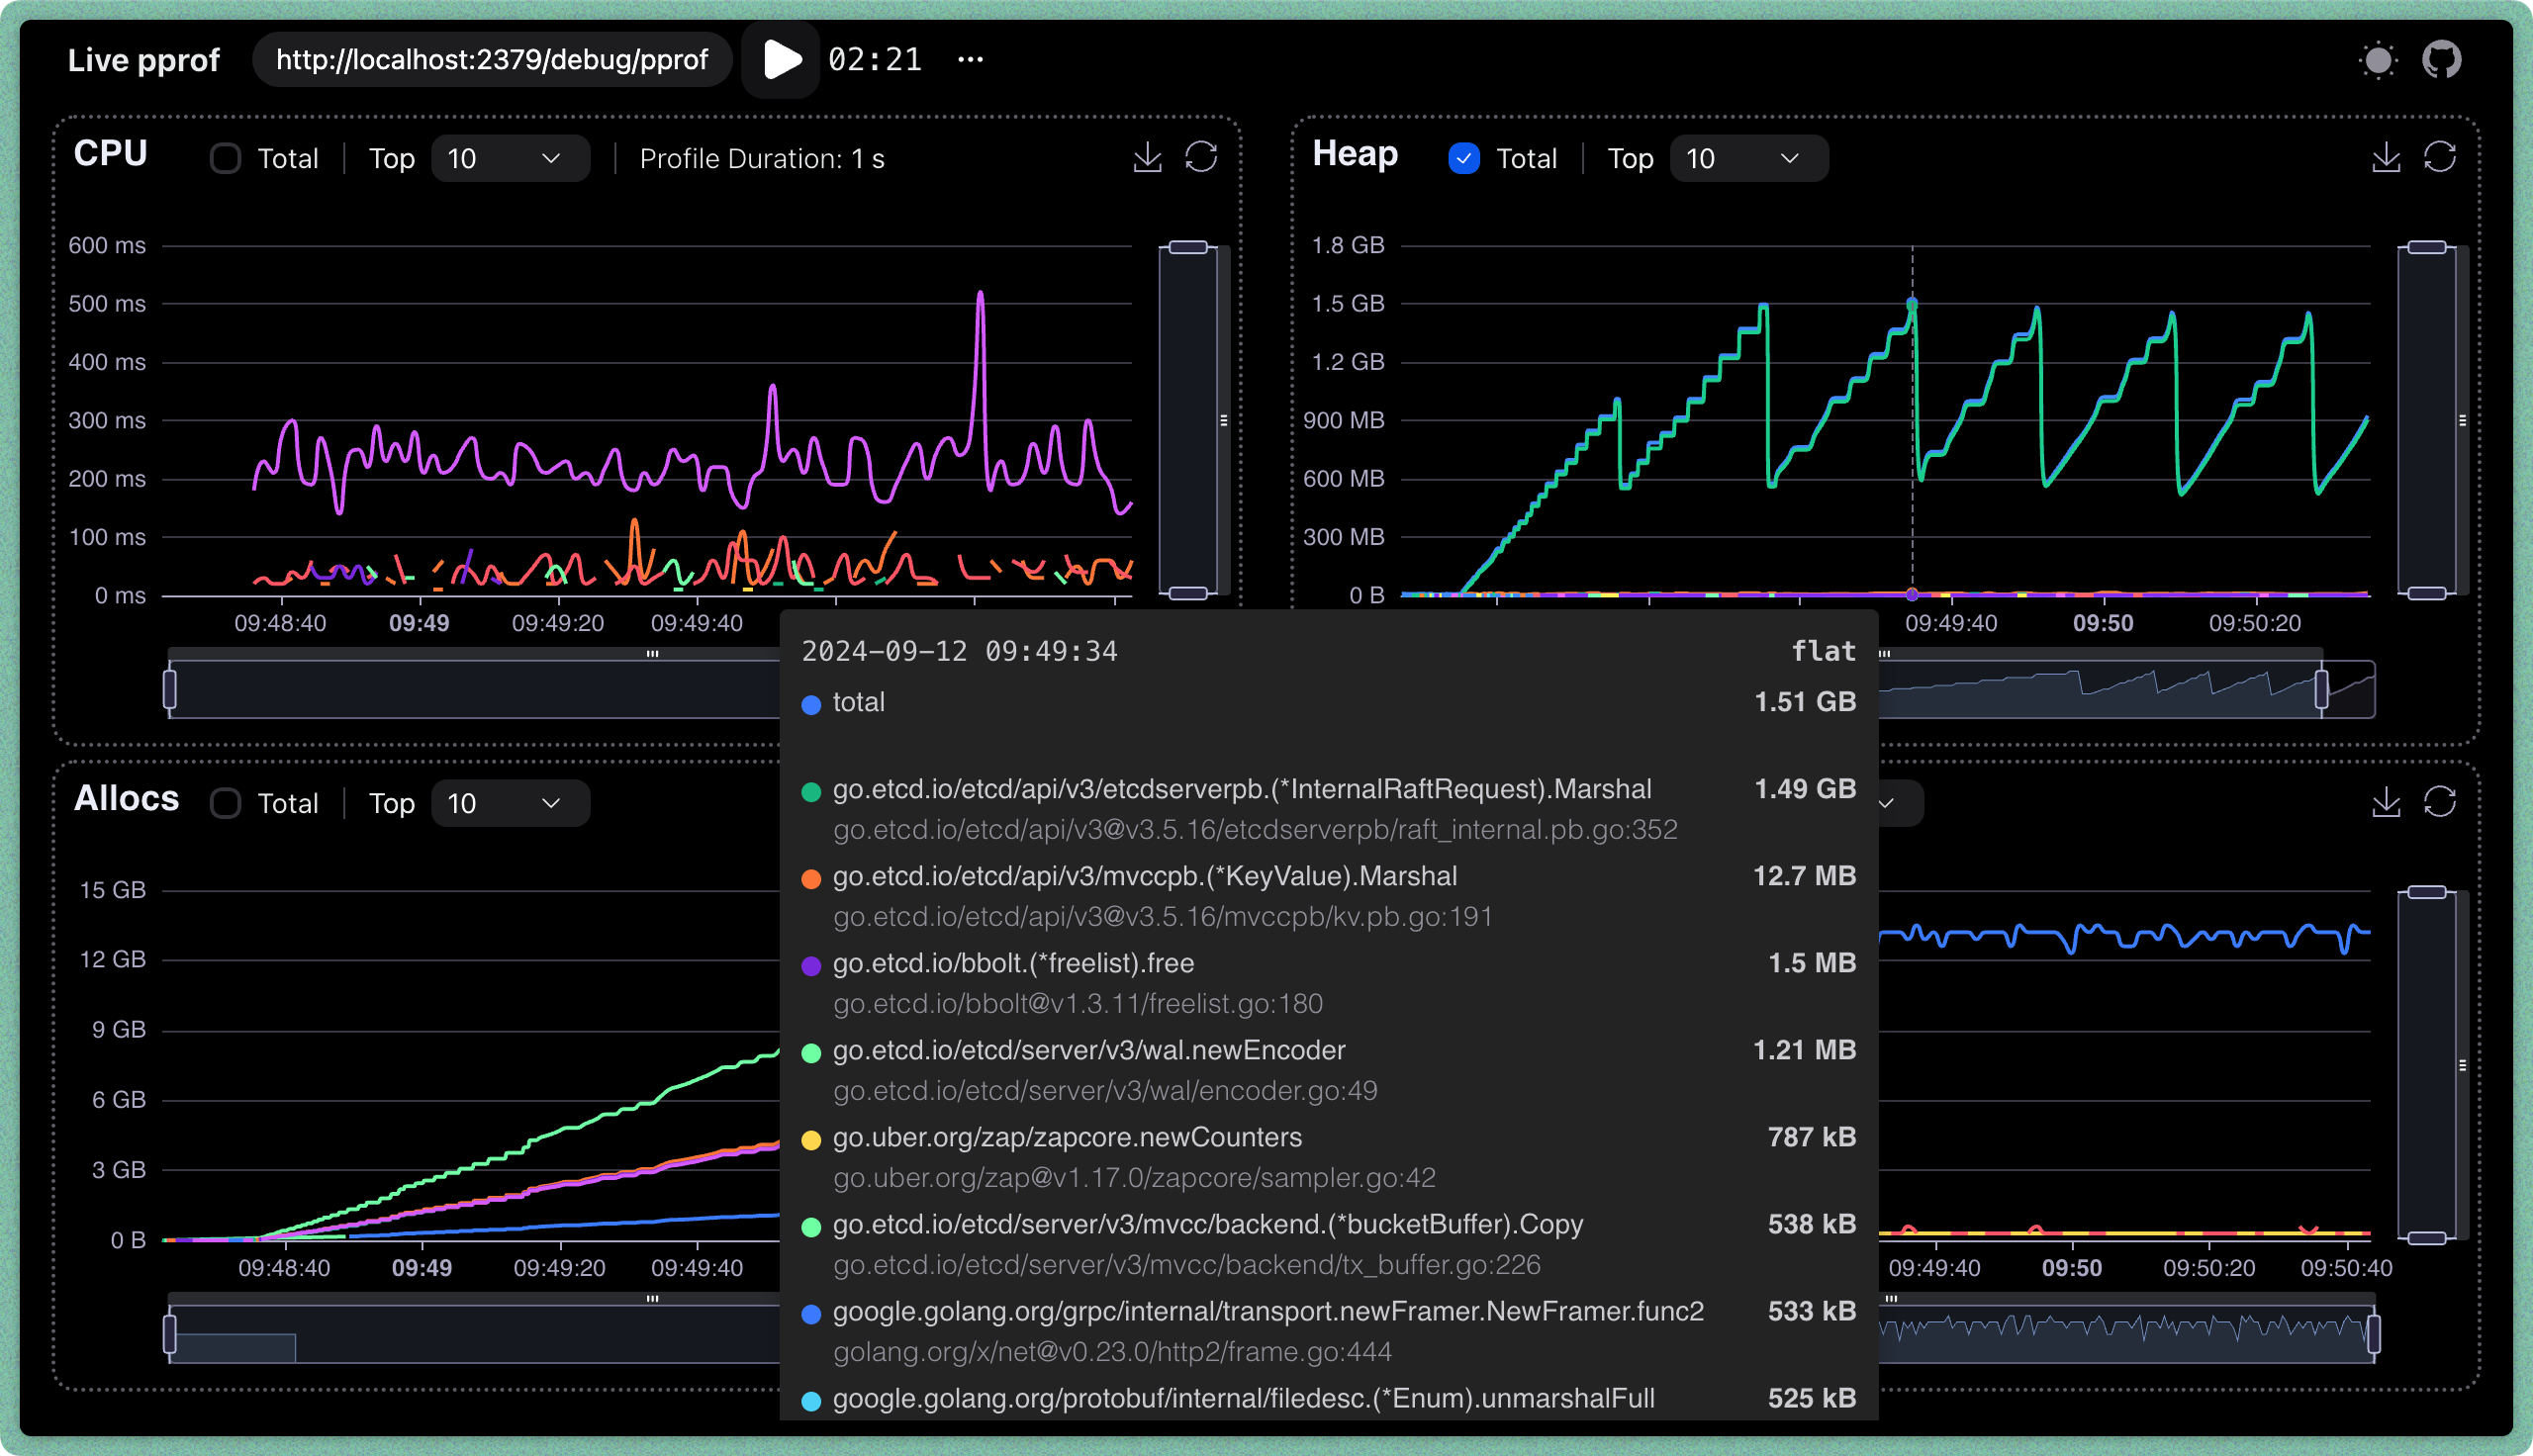 Live pprof
http://localhost:2379/debug/pprof
02:21
CPU
Total
Top
10
Profile Duration: 1 s
600 ms
500 ms
400 ms
300 ms
200 ms
100 ms
0 ms
09:48:40
09:49
09:49:20
09:49:40
Heap
Total
Top
10
1.8 GB
1.5 GB
1.2 GB
900 MB
600 MB
300 MB
0 B
09:49:40
09:50
09:50:20
Allocs
Total
Top
10
15 GB
12 GB
9 GB
6 GB
3 GB
0 B
09:48:40
09:49
09:49:20
09:49:40
2024-09-12 09:49:34 flat
total 1.51 GB
go.etcd.io/etcd/api/v3/etcdserverpb.(*InternalRaftRequest).Marshal 1.49 GB
go.etcd.io/etcd/api/v3@v3.5.16/etcdserverpb/raft_internal.pb.go:352
go.etcd.io/etcd/api/v3/mvccpb.(*KeyValue).Marshal 12.7 MB
go.etcd.io/etcd/api/v3@v3.5.16/mvccpb/kv.pb.go:191
go.etcd.io/bbolt.(*freelist).free 1.5 MB
go.etcd.io/bbolt@v1.3.11/freelist.go:180
go.etcd.io/etcd/server/v3/wal.newEncoder 1.21 MB
go.etcd.io/etcd/server/v3/wal/encoder.go:49
go.uber.org/zap/zapcore.newCounters 787 kB
go.uber.org/zap@v1.17.0/zapcore/sampler.go:42
go.etcd.io/etcd/server/v3/mvcc/backend.(*bucketBuffer).Copy 538 kB
go.etcd.io/etcd/server/v3/mvcc/backend/tx_buffer.go:226
google.golang.org/grpc/internal/transport.newFramer.NewFramer.func2 533 kB
golang.org/x/net@v0.23.0/http2/frame.go:444
google.golang.org/protobuf/internal/filedesc.(*Enum).unmarshalFull 525 kB
09:49:40
09:50
09:50:20
09:50:40